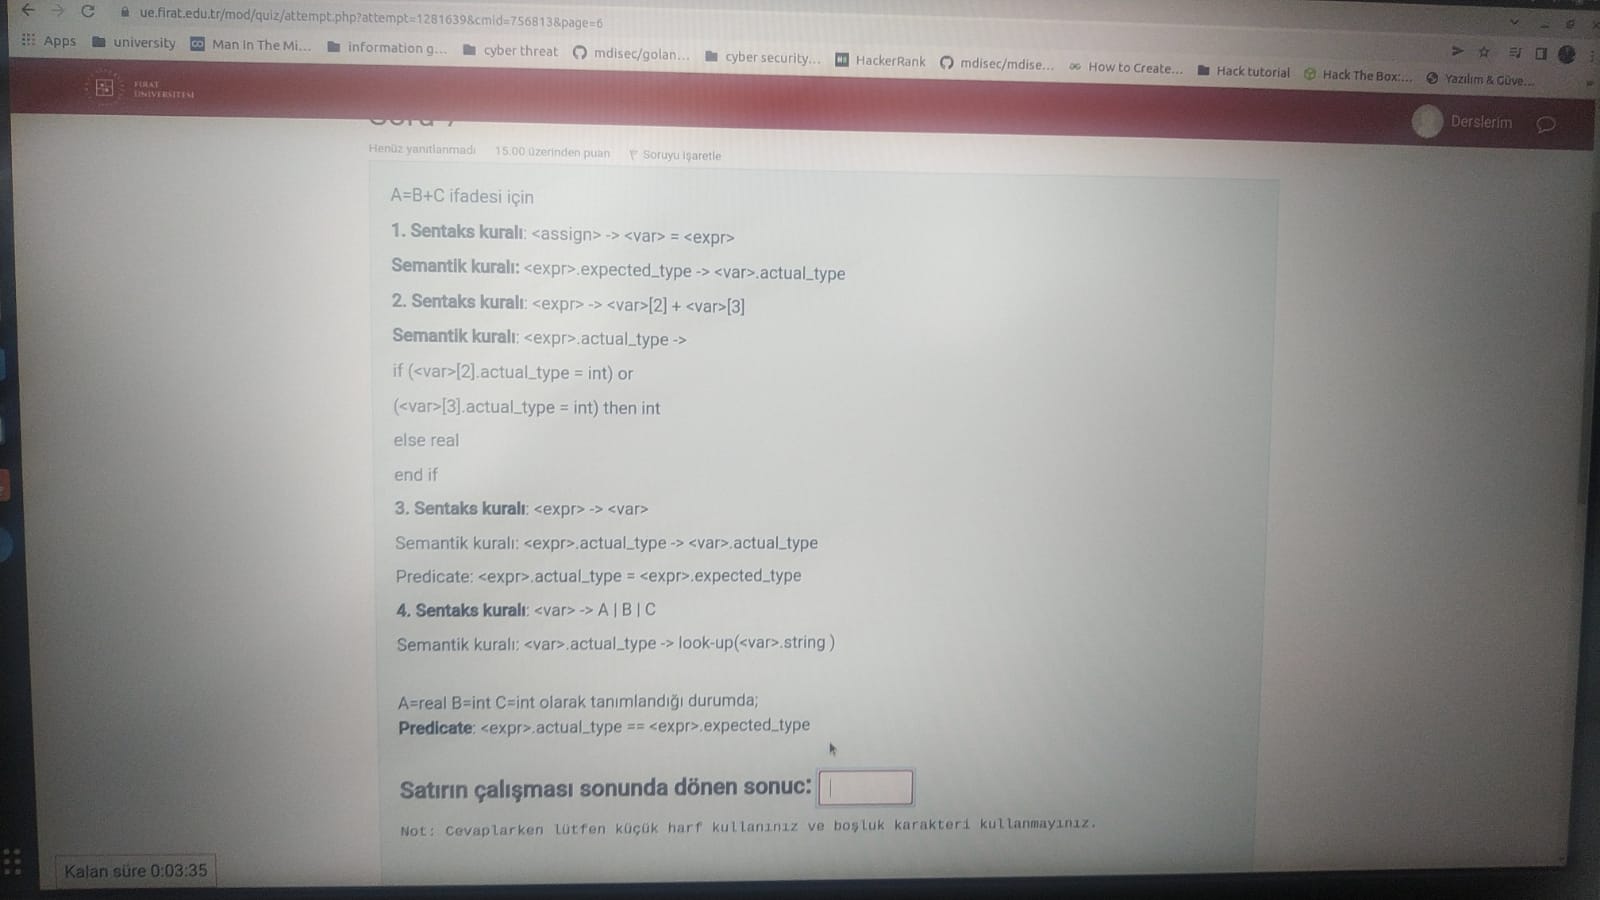 ue.firat.edu.tr/mod/quiz/attempt.php?attempt=1281639&cmid=756813&page=6
Apps university Man In The Mi... information g... cyber threat mdisec/golan... cyber security... HackerRank mdisec/mdise... How to Create... Hack tutorial Hack The Box:... Yazılım & Güve...
FIRAT
ÜNİVERSİTESİ
Derslerim
Henüz yanıtlanmadı 15.00 üzerinden puan Soruyu işaretle
A=B+C ifadesi için
1. Sentaks kuralı: <assign> -> <var> = <expr>
Semantik kuralı: <expr>.expected_type -> <var>.actual_type
2. Sentaks kuralı: <expr> -> <var>[2] + <var>[3]
Semantik kuralı: <expr>.actual_type ->
if (<var>[2].actual_type = int) or
(<var>[3].actual_type = int) then int
else real
end if
3. Sentaks kuralı: <expr> -> <var>
Semantik kuralı: <expr>.actual_type -> <var>.actual_type
Predicate: <expr>.actual_type = <expr>.expected_type
4. Sentaks kuralı: <var> -> A | B | C
Semantik kuralı: <var>.actual_type -> look-up(<var>.string )
A=real B=int C=int olarak tanımlandığı durumda;
Predicate: <expr>.actual_type == <expr>.expected_type
Satırın çalışması sonunda dönen sonuc:
Not: Cevaplarken lütfen küçük harf kullanınız ve boşluk karakteri kullanmayınız.
Kalan süre 0:03:35